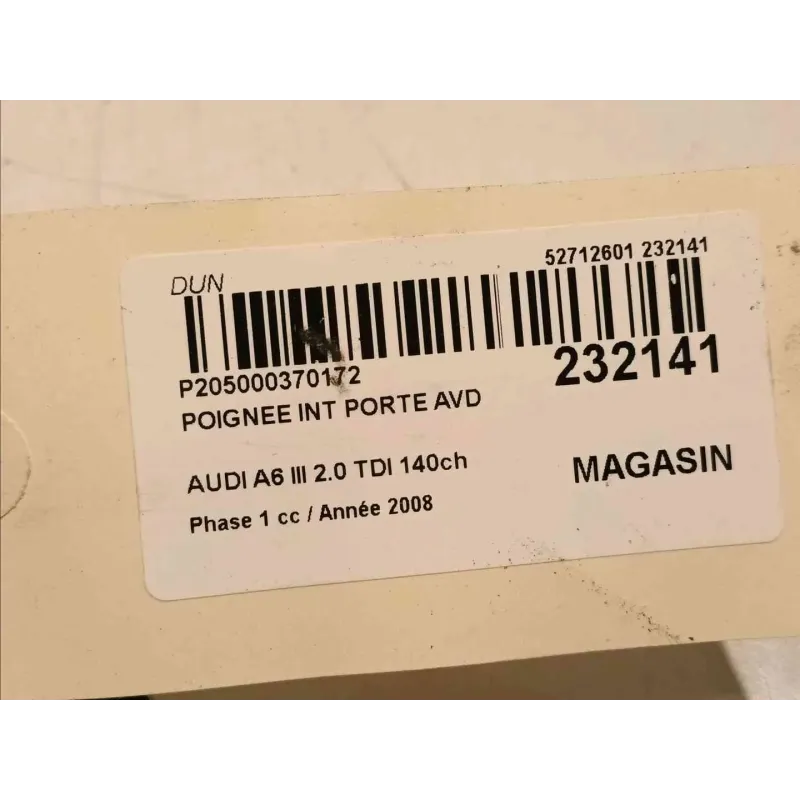 DUN
52712601 232141
P205000370172
232141
POIGNEE INT PORTE AVD
AUDI A6 III 2.0 TDI 140ch
MAGASIN
Phase 1 cc / Année 2008